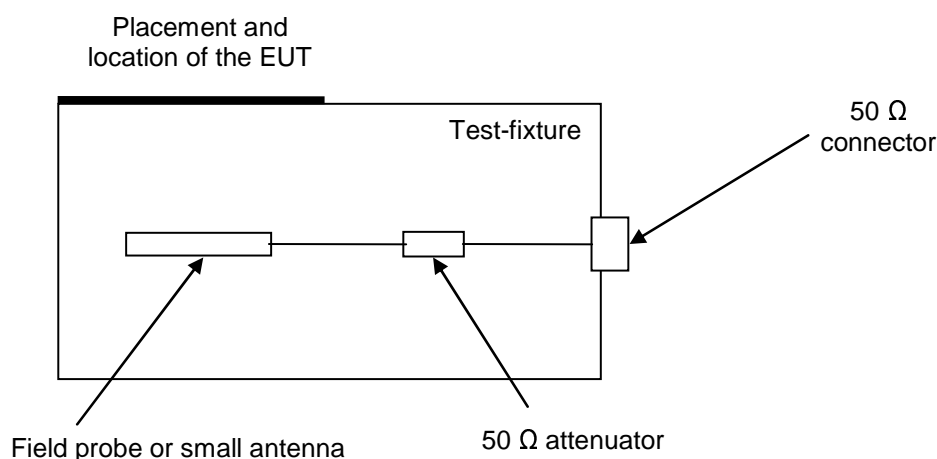 Placement and
location of the EUT
Test-fixture
50 Ω
connector
Field probe or small antenna
50 Ω attenuator